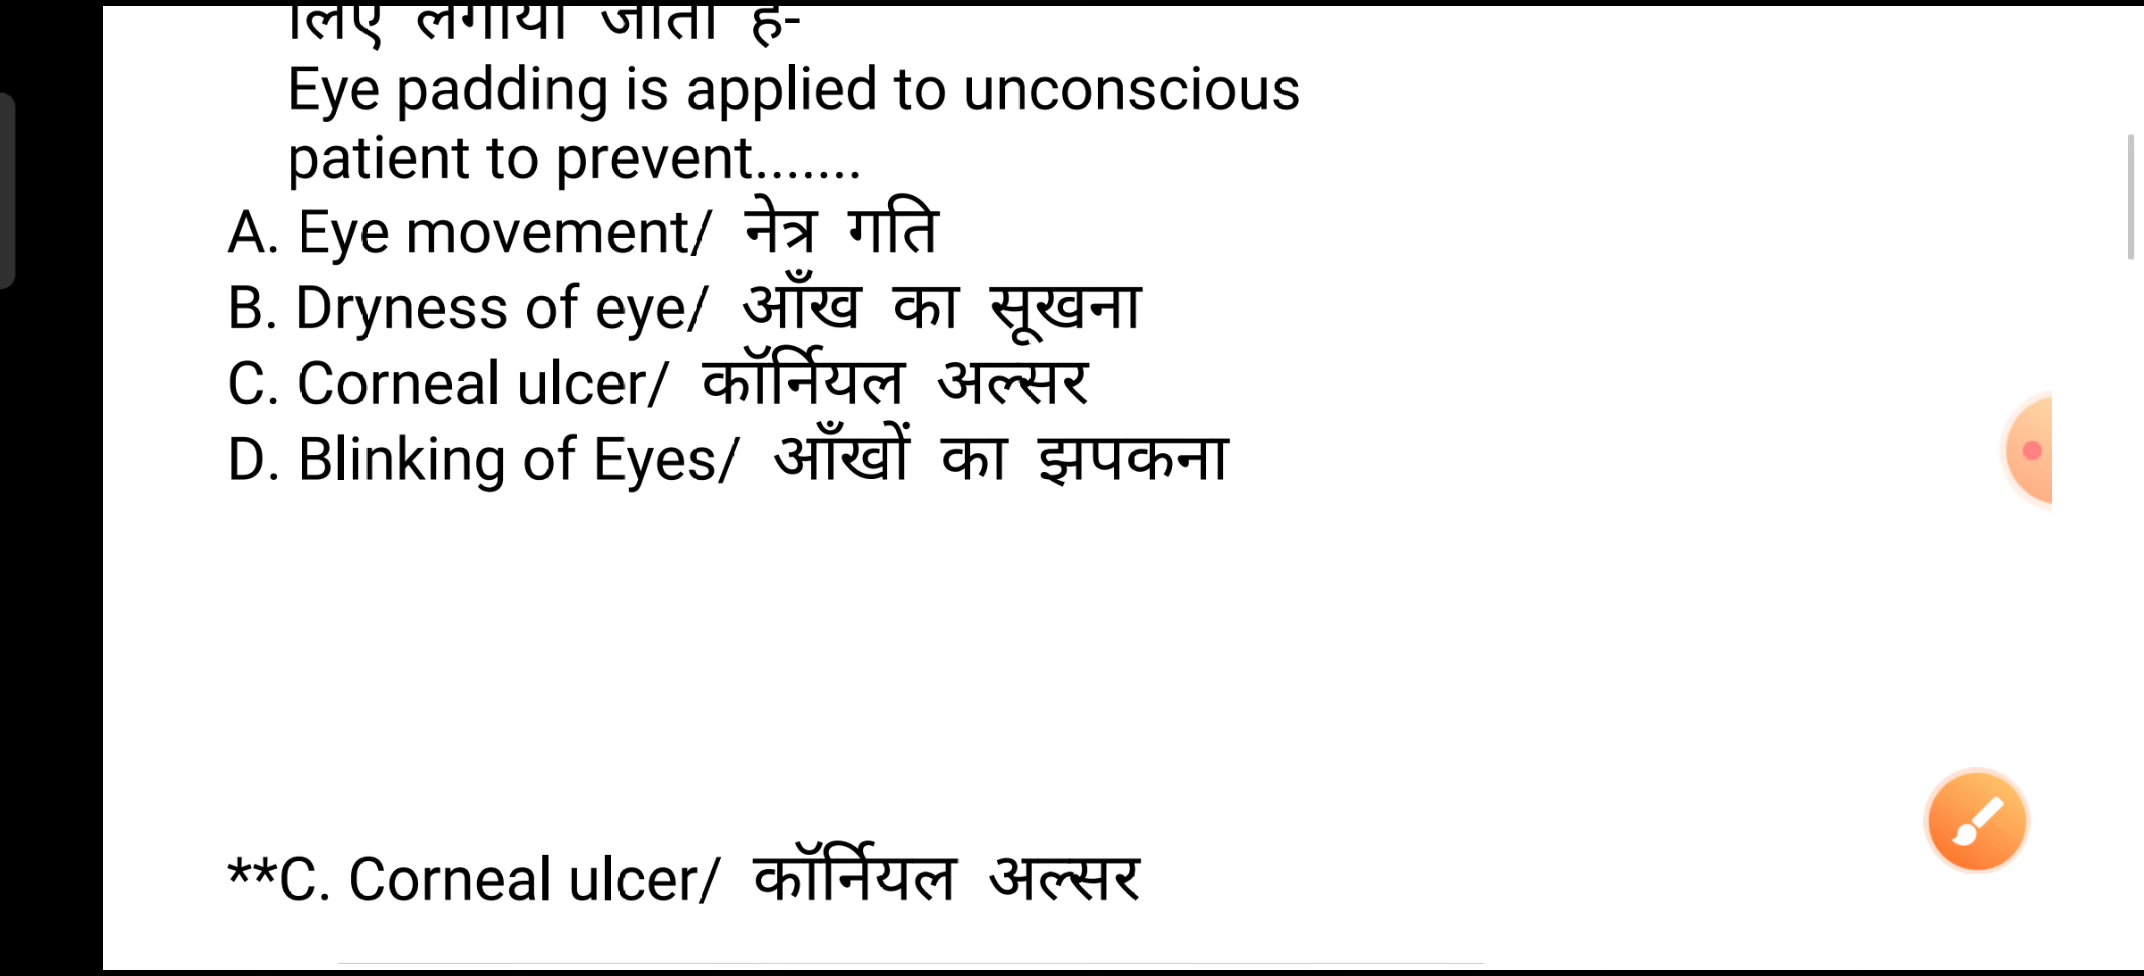 लिए लगाया जाता है-
Eye padding is applied to unconscious
patient to prevent.......
A. Eye movement/ नेत्र गति
B. Dryness of eye/ आँख का सूखना
C. Corneal ulcer/ कॉर्नियल अल्सर
D. Blinking of Eyes/ आँखों का झपकना
**C. Corneal ulcer/ कॉर्नियल अल्सर